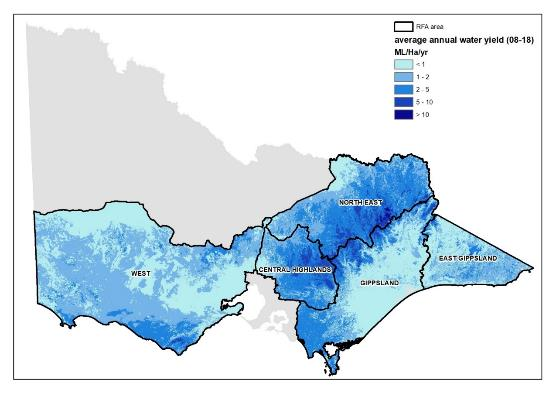 RFA area
average annual water yield (08-18)
ML/Ha/yr
< 1
1 - 2
2 - 5
5 - 10
> 10
NORTH EAST
EAST GIPPSLAND
CENTRAL HIGHLANDS
WEST
GIPPSLAND